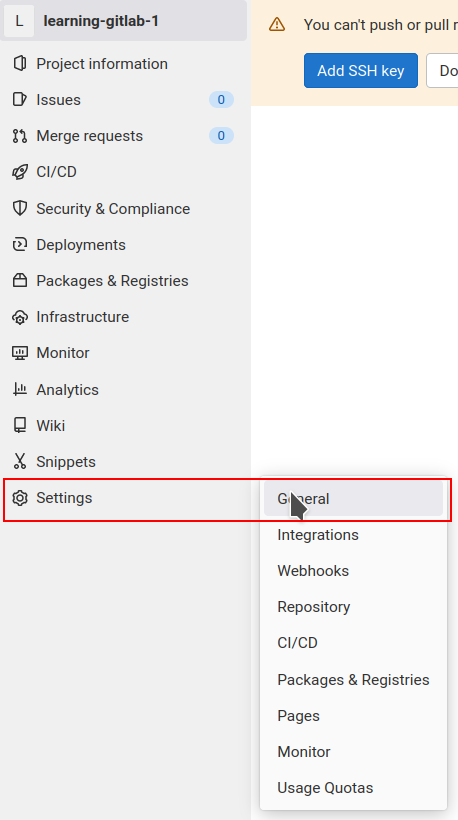 L learning-gitlab-1
Project information
Issues 0
Merge requests 0
CI/CD
Security & Compliance
Deployments
Packages & Registries
Infrastructure
Monitor
Analytics
Wiki
Snippets
Settings
You can't push or pull r
Add SSH key Do
General
Integrations
Webhooks
Repository
CI/CD
Packages & Registries
Pages
Monitor
Usage Quotas